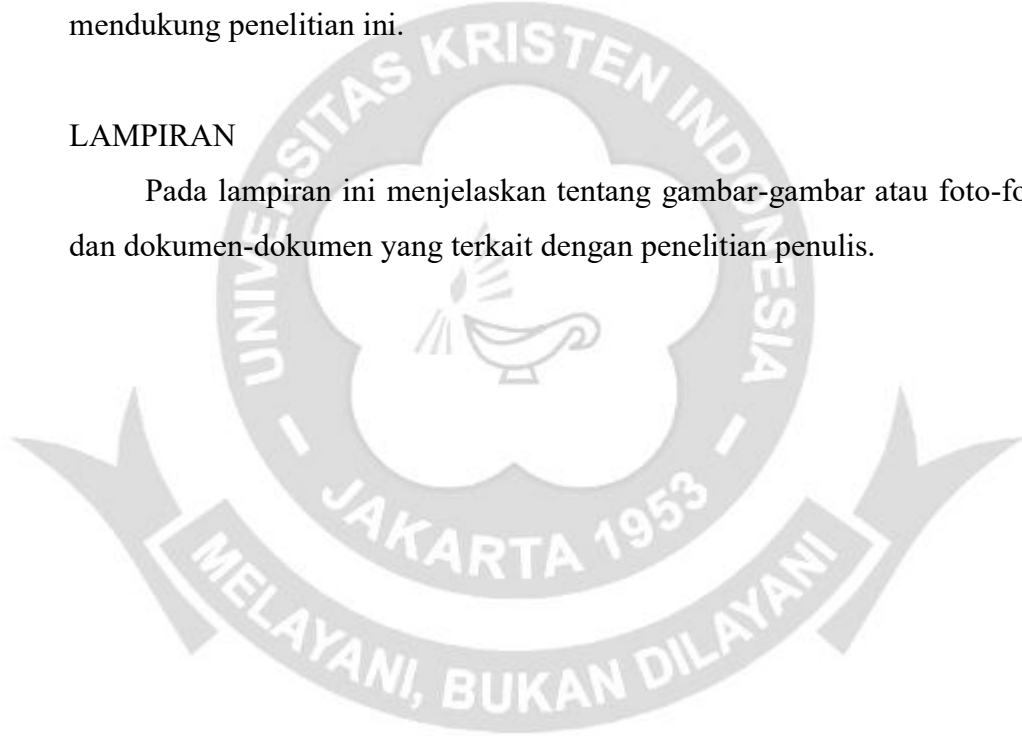 mendukung penelitian ini.
UNIVERSITAS KRISTEN INDONESIA
LAMPIRAN
Pada lampiran ini menjelaskan tentang gambar-gambar atau foto-fo
dan dokumen-dokumen yang terkait dengan penelitian penulis.
- JAKARTA 1953 -
MELAYANI, BUKAN DILAYANI